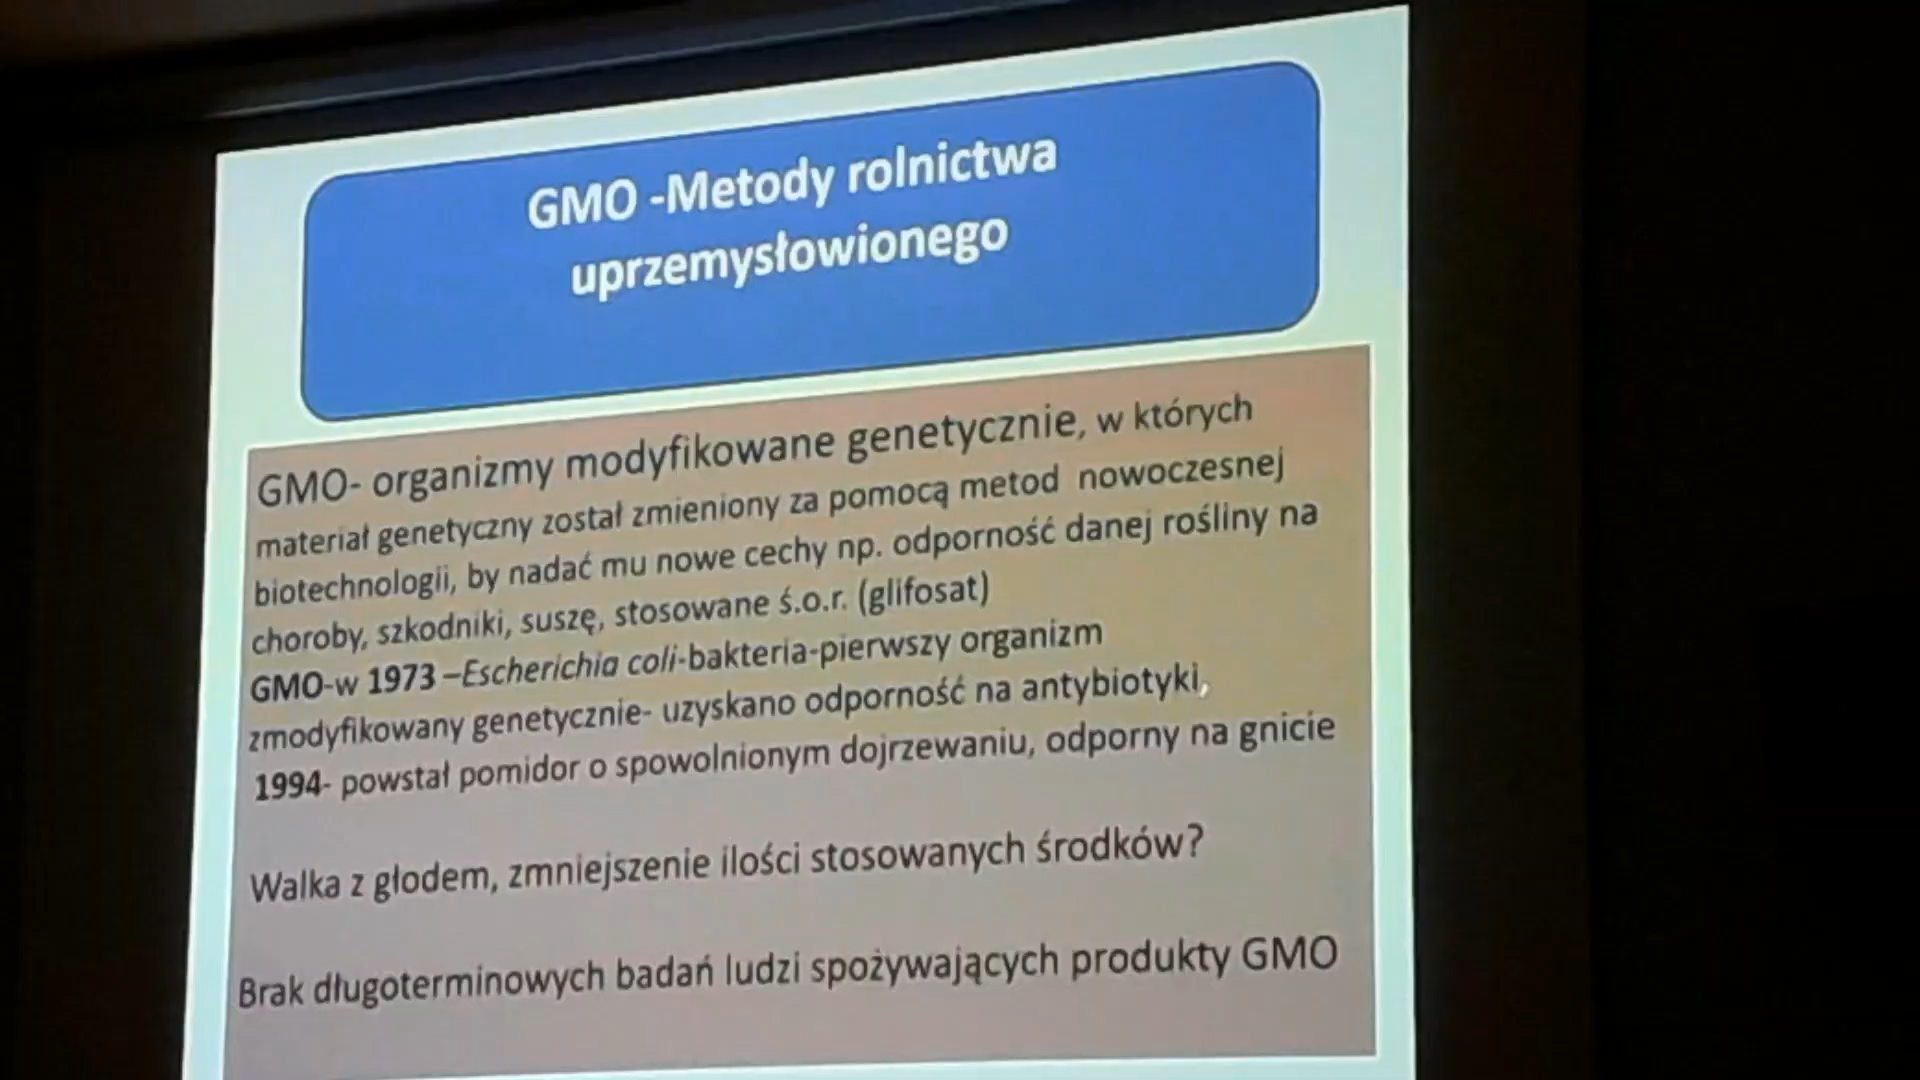 GMO -Metody rolnictwa
uprzemysłowionego
GMO- organizmy modyfikowane genetycznie, w których
materiał genetyczny został zmieniony za pomocą metod nowoczesnej
biotechnologii, by nadać mu nowe cechy np. odporność danej rośliny na
choroby, szkodniki, suszę, stosowane ś.o.r. (glifosat)
GMO-w 1973 –Escherichia coli-bakteria-pierwszy organizm
zmodyfikowany genetycznie- uzyskano odporność na antybiotyki,
1994- powstał pomidor o spowolnionym dojrzewaniu, odporny na gnicie
Walka z głodem, zmniejszenie ilości stosowanych środków?
Brak długoterminowych badań ludzi spożywających produkty GMO